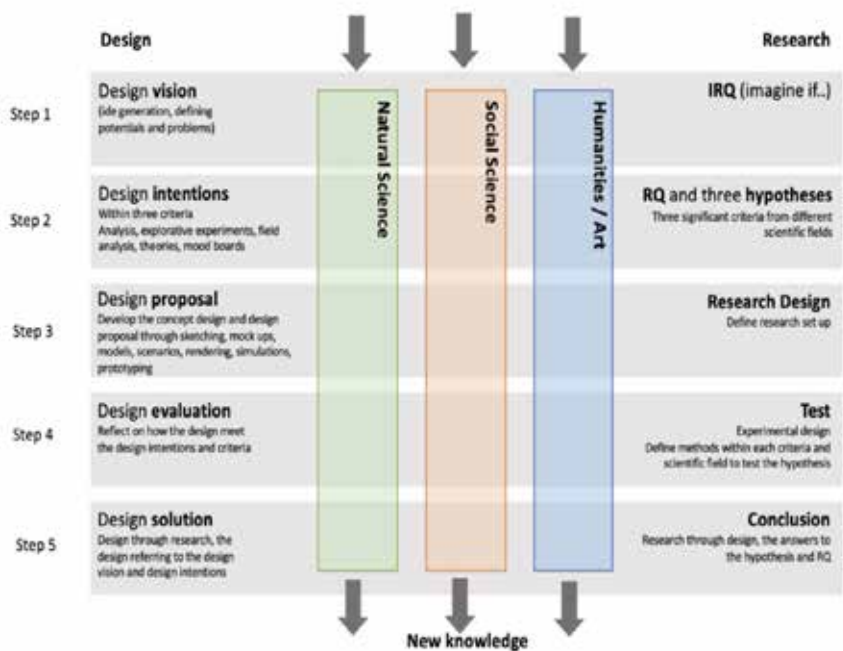 Design
Research
Step 1
Design vision
(ide generation, defining
potentials and problems)
IRQ (imagine if..)
Natural Science
Social Science
Humanities / Art
Step 2
Design intentions
Within three criteria
Analysis, explorative experiments, field
analysis, theories, mood boards
RQ and three hypotheses
Three significant criteria from different
scientific fields
Step 3
Design proposal
Develop the concept design and design
proposal through sketching, mock ups,
models, scenarios, rendering, simulations,
prototyping
Research Design
Define research set up
Step 4
Design evaluation
Reflect on how the design meet
the design intentions and criteria
Test
Experimental design
Define methods within each criteria and
scientific field to test the hypothesis
Step 5
Design solution
Design through research, the
design referring to the design
vision and design intentions
Conclusion
Research through design, the answers to
the hypothesis and RQ
New knowledge